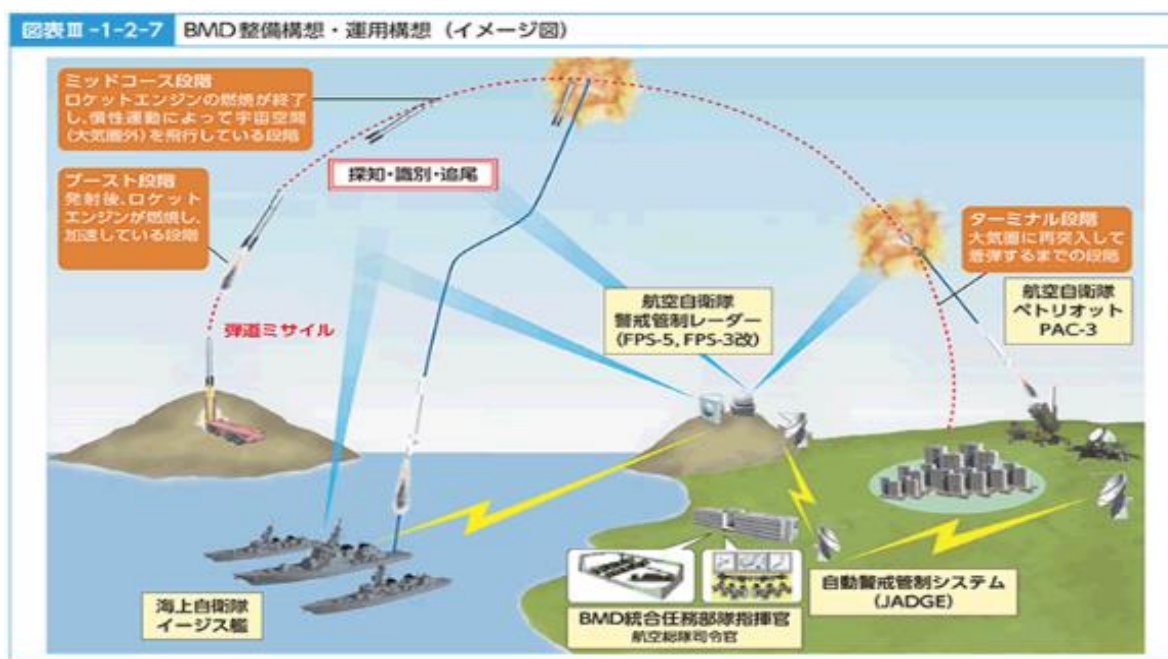 図表Ⅲ-1-2-7 BMD整備構想・運用構想（イメージ図）
ミッドコース段階
ロケットエンジンの燃焼が終了
し、慣性運動によって宇宙空間
（大気圏外）を飛行している段階
探知・識別・追尾
ブースト段階
発射後、ロケット
エンジンが燃焼し、
加速している段階
ターミナル段階
大気圏に再突入して
着弾するまでの段階
航空自衛隊
警戒管制レーダー
(FPS-5, FPS-3改)
航空自衛隊
ペトリオット
PAC-3
弾道ミサイル
海上自衛隊
イージス艦
BMD統合任務部隊指揮官
航空総隊司令官
自動警戒管制システム
(JADGE)